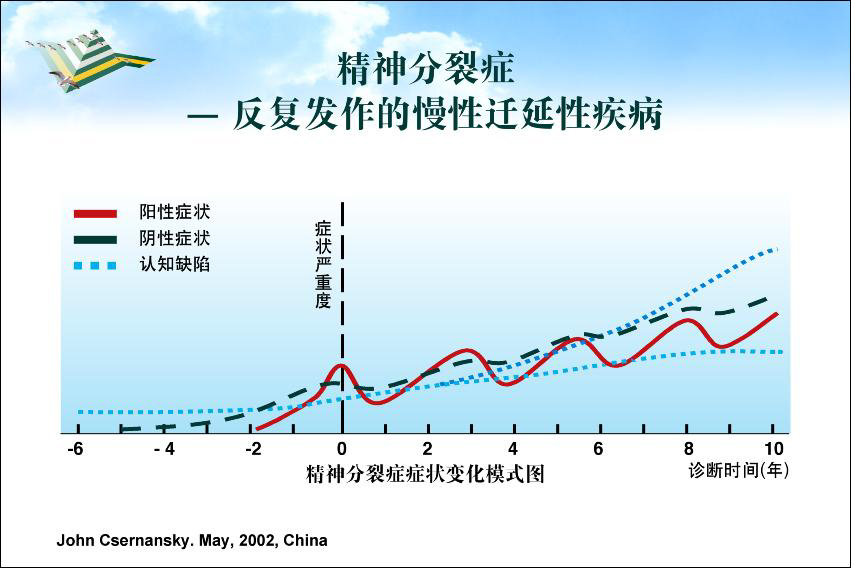 精神分裂症
— 反复发作的慢性迁延性疾病
阳性症状
阴性症状
认知缺陷
症状严重度
-6 - 4 -2 0 2 4 6 8 10
精神分裂症症状变化模式图
诊断时间(年)
John Csernansky. May, 2002, China